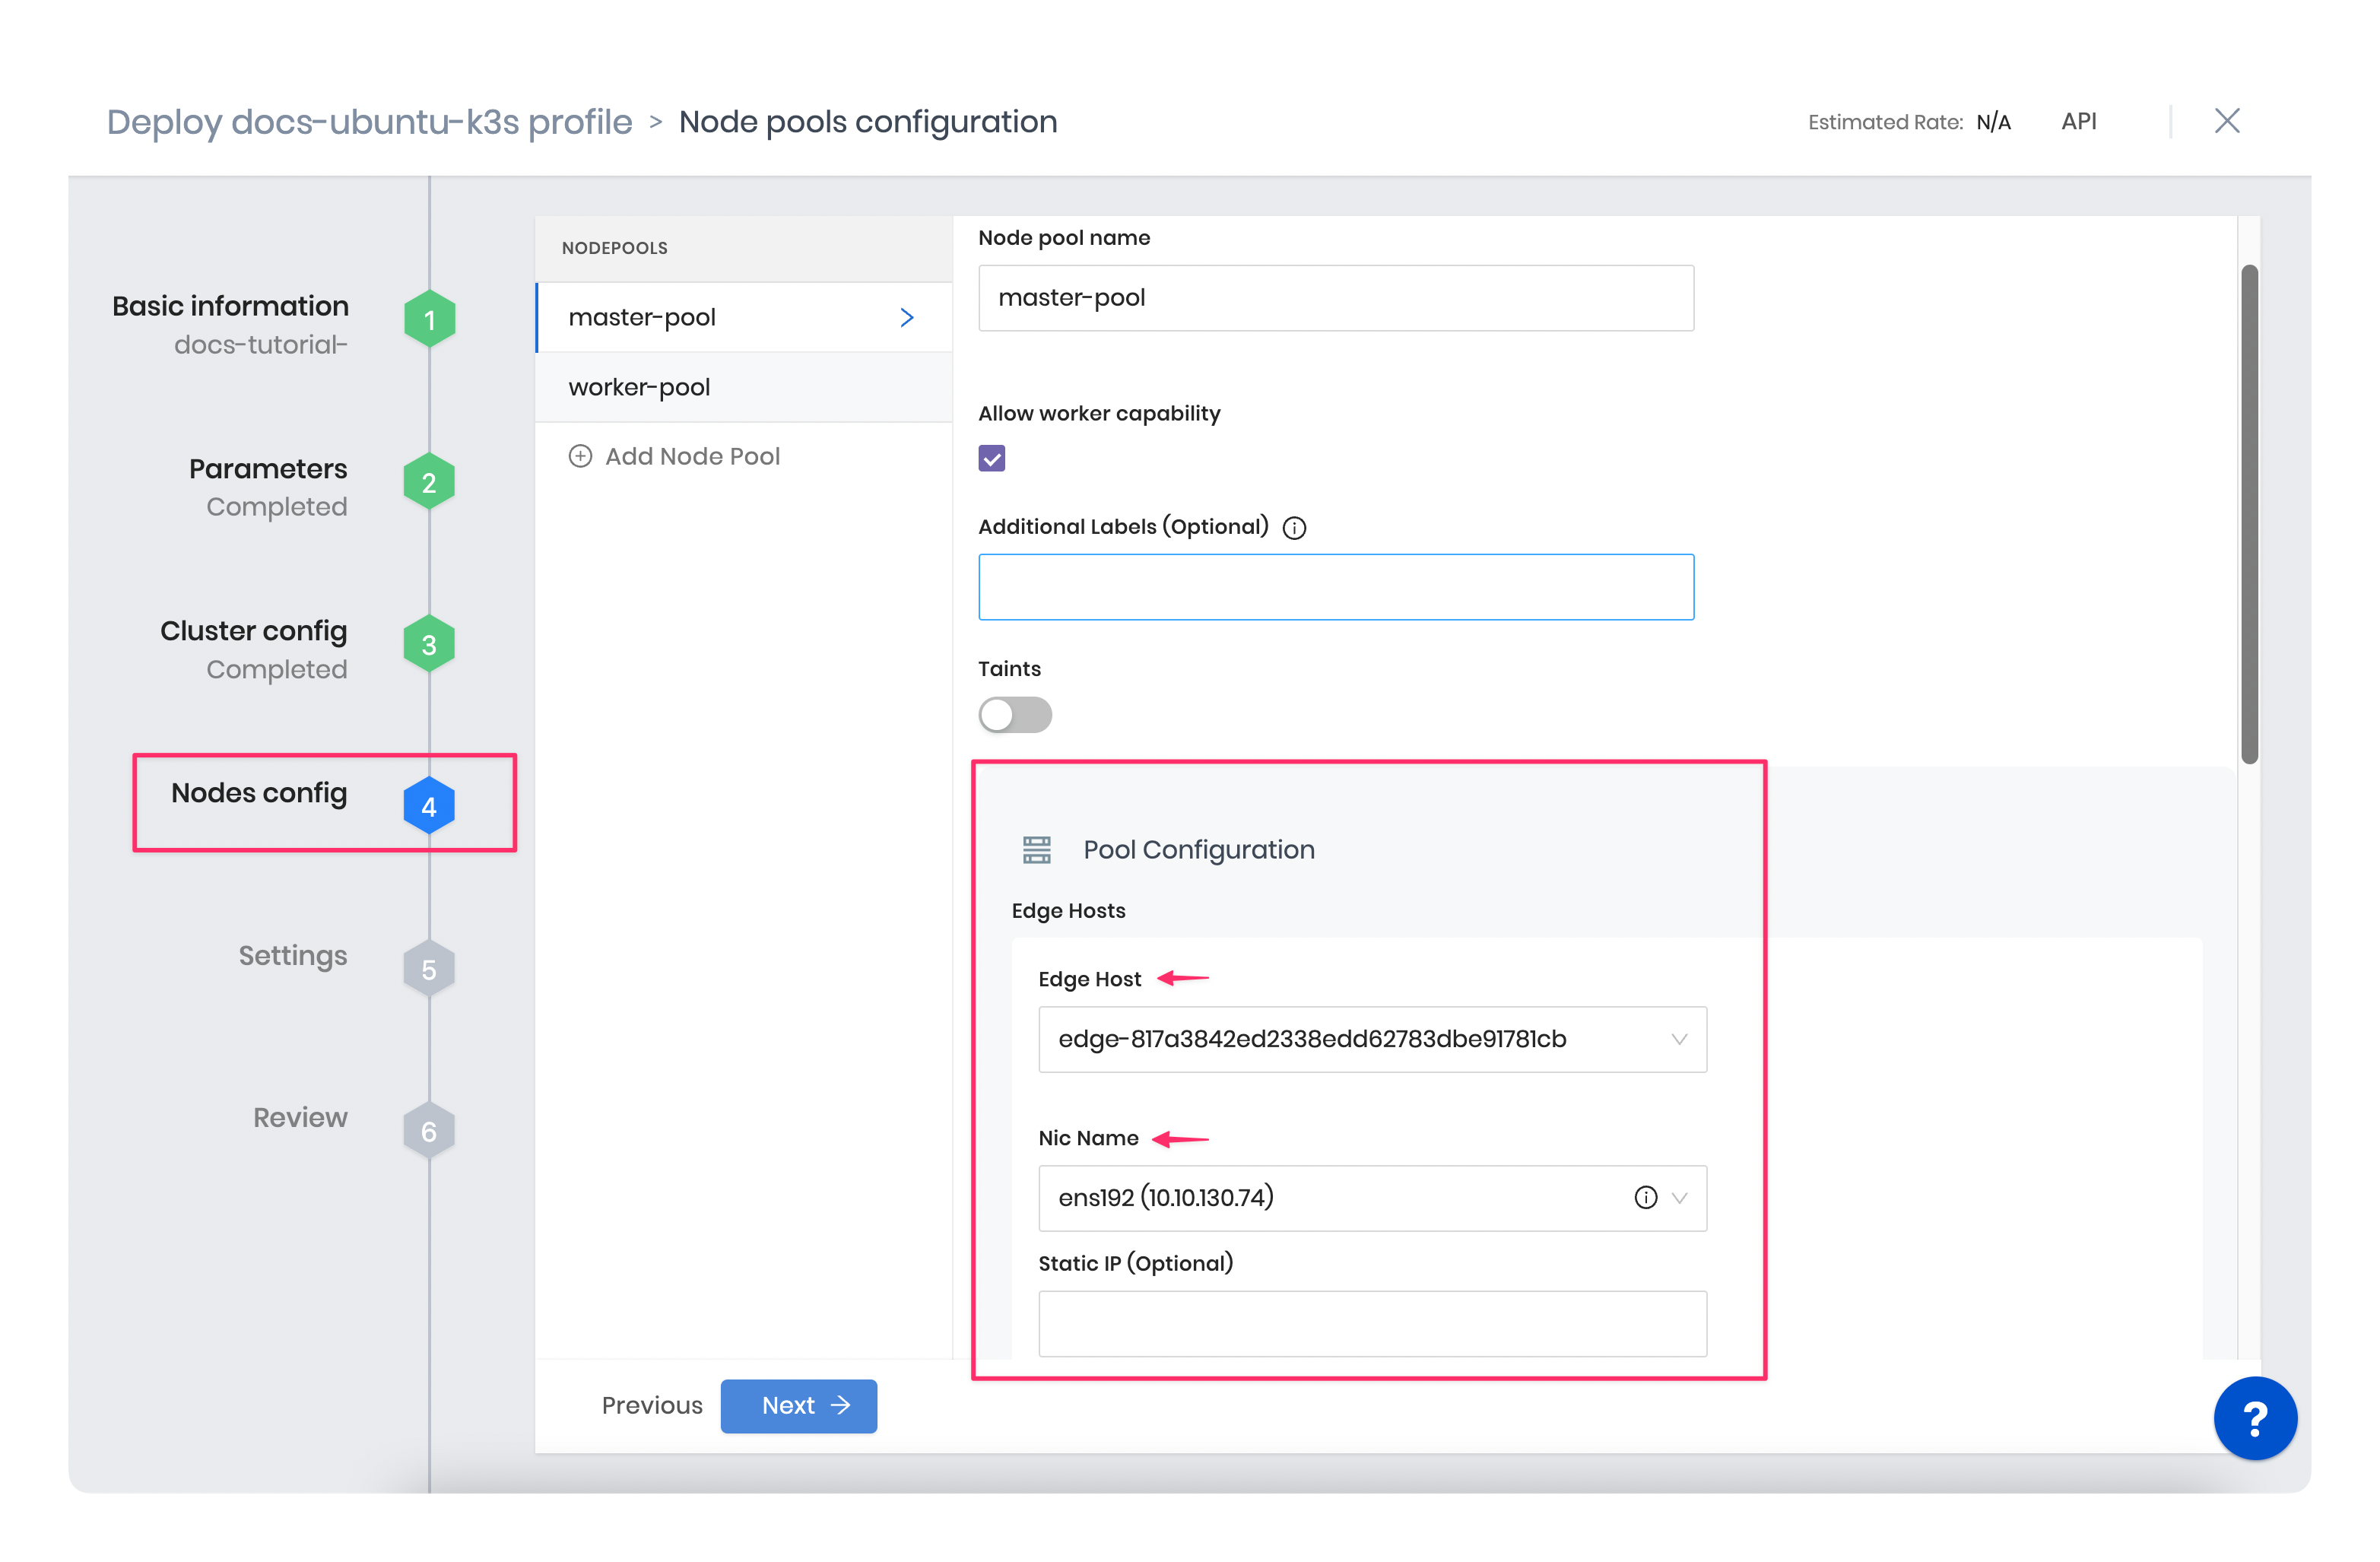 Deploy docs-ubuntu-k3s profile > Node pools configuration
Estimated Rate: N/A API
Basic information
docs-tutorial-
1
Parameters
Completed
2
Cluster config
Completed
3
Nodes config
4
Settings
5
Review
6
NODEPOOLS
master-pool
worker-pool
Add Node Pool
Node pool name
master-pool
Allow worker capability
Additional Labels (Optional)
Taints
Pool Configuration
Edge Hosts
Edge Host
edge-817a3842ed2338edd62783dbe91781cb
Nic Name
ens192 (10.10.130.74)
Static IP (Optional)
Previous
Next
?